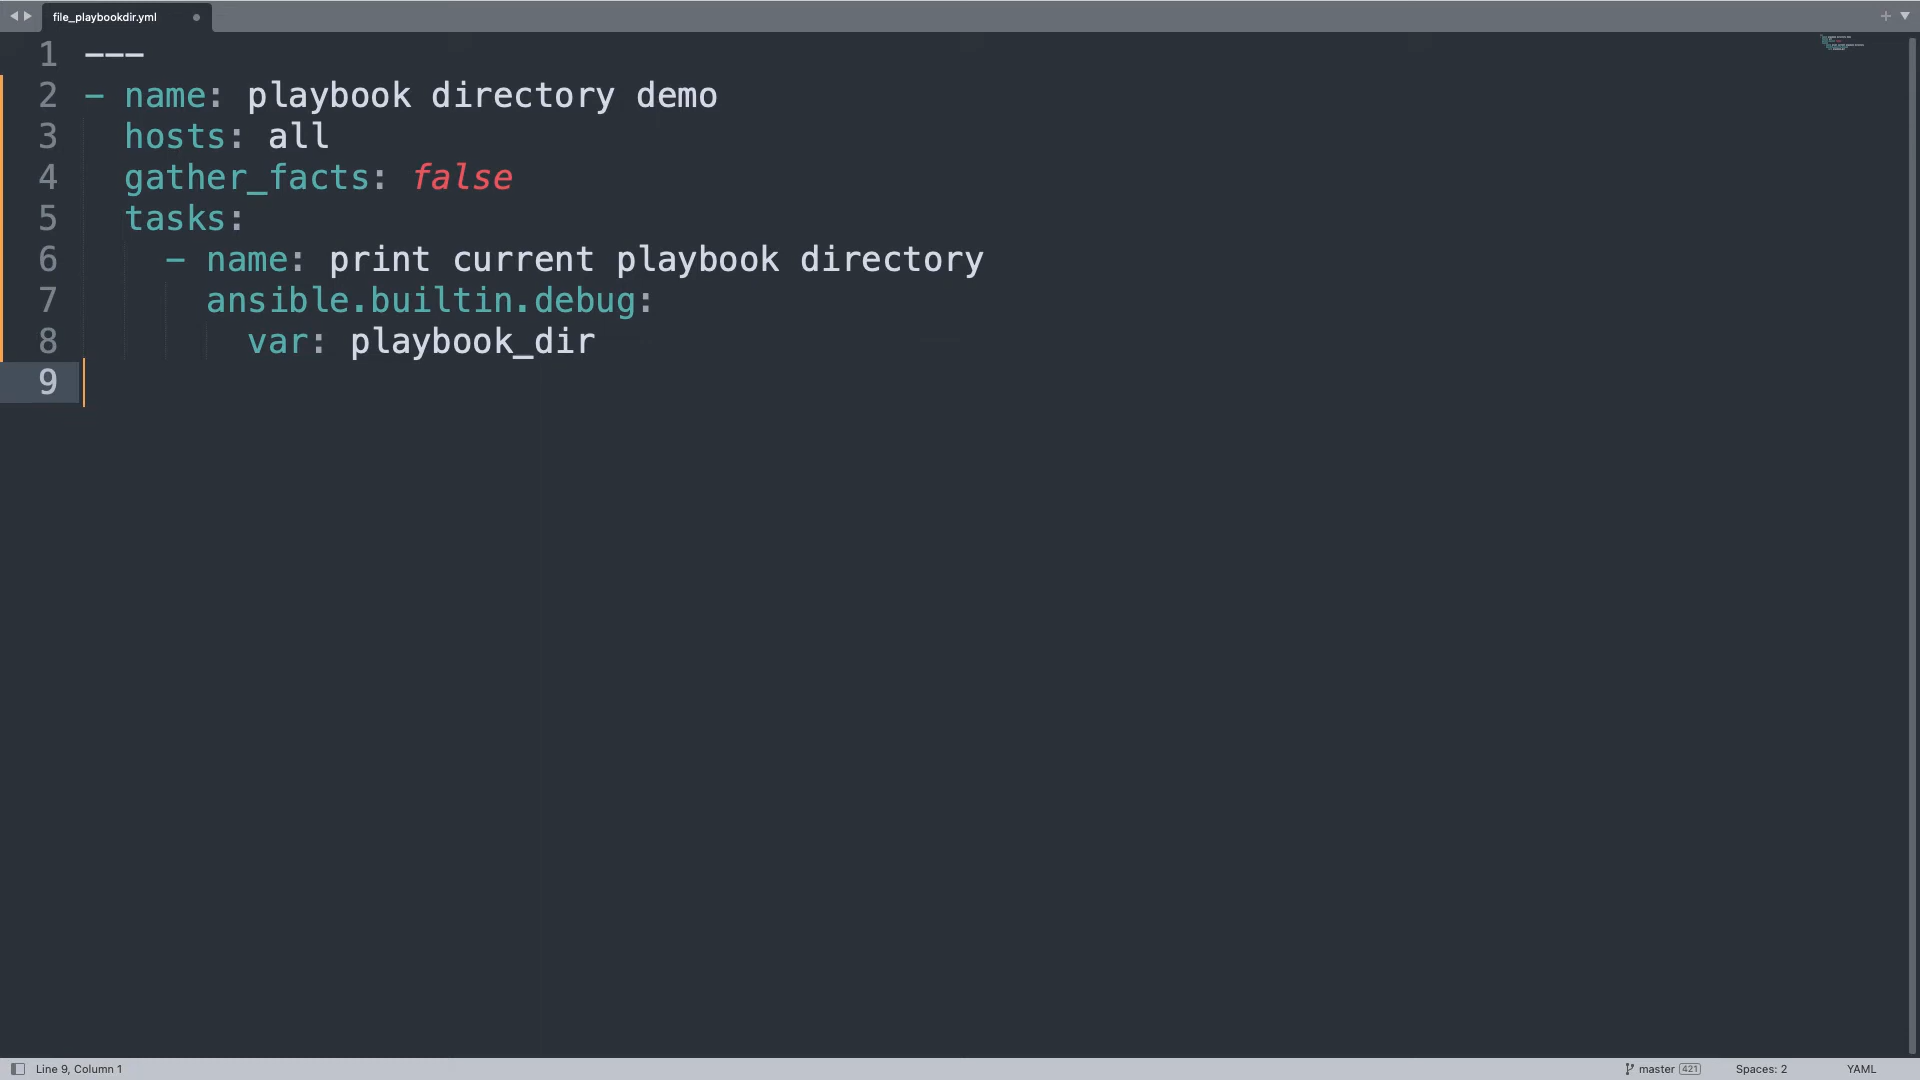 file_playbookdir.yml
1 ---
2 - name: playbook directory demo
3   hosts: all
4   gather_facts: false
5   tasks:
6     - name: print current playbook directory
7       ansible.builtin.debug:
8         var: playbook_dir
9
Line 9, Column 1
master 421
Spaces: 2
YAML